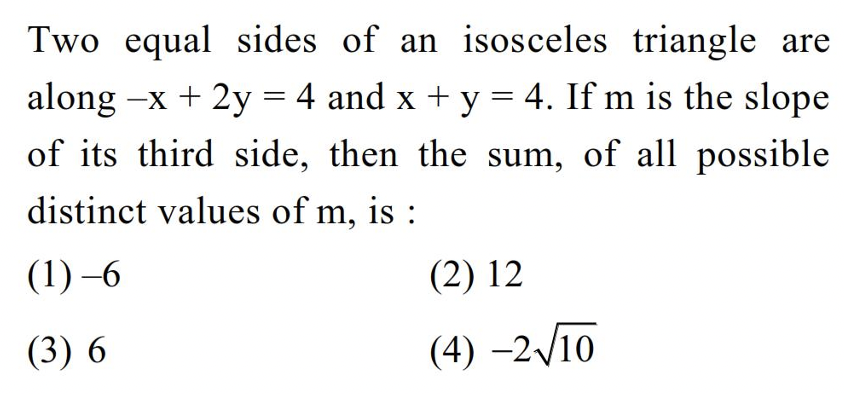 Two equal sides of an isosceles triangle are
along –x + 2y = 4 and x + y = 4. If m is the slope
of its third side, then the sum, of all possible
distinct values of m, is :
(1) –6 (2) 12
(3) 6 (4) –2√10